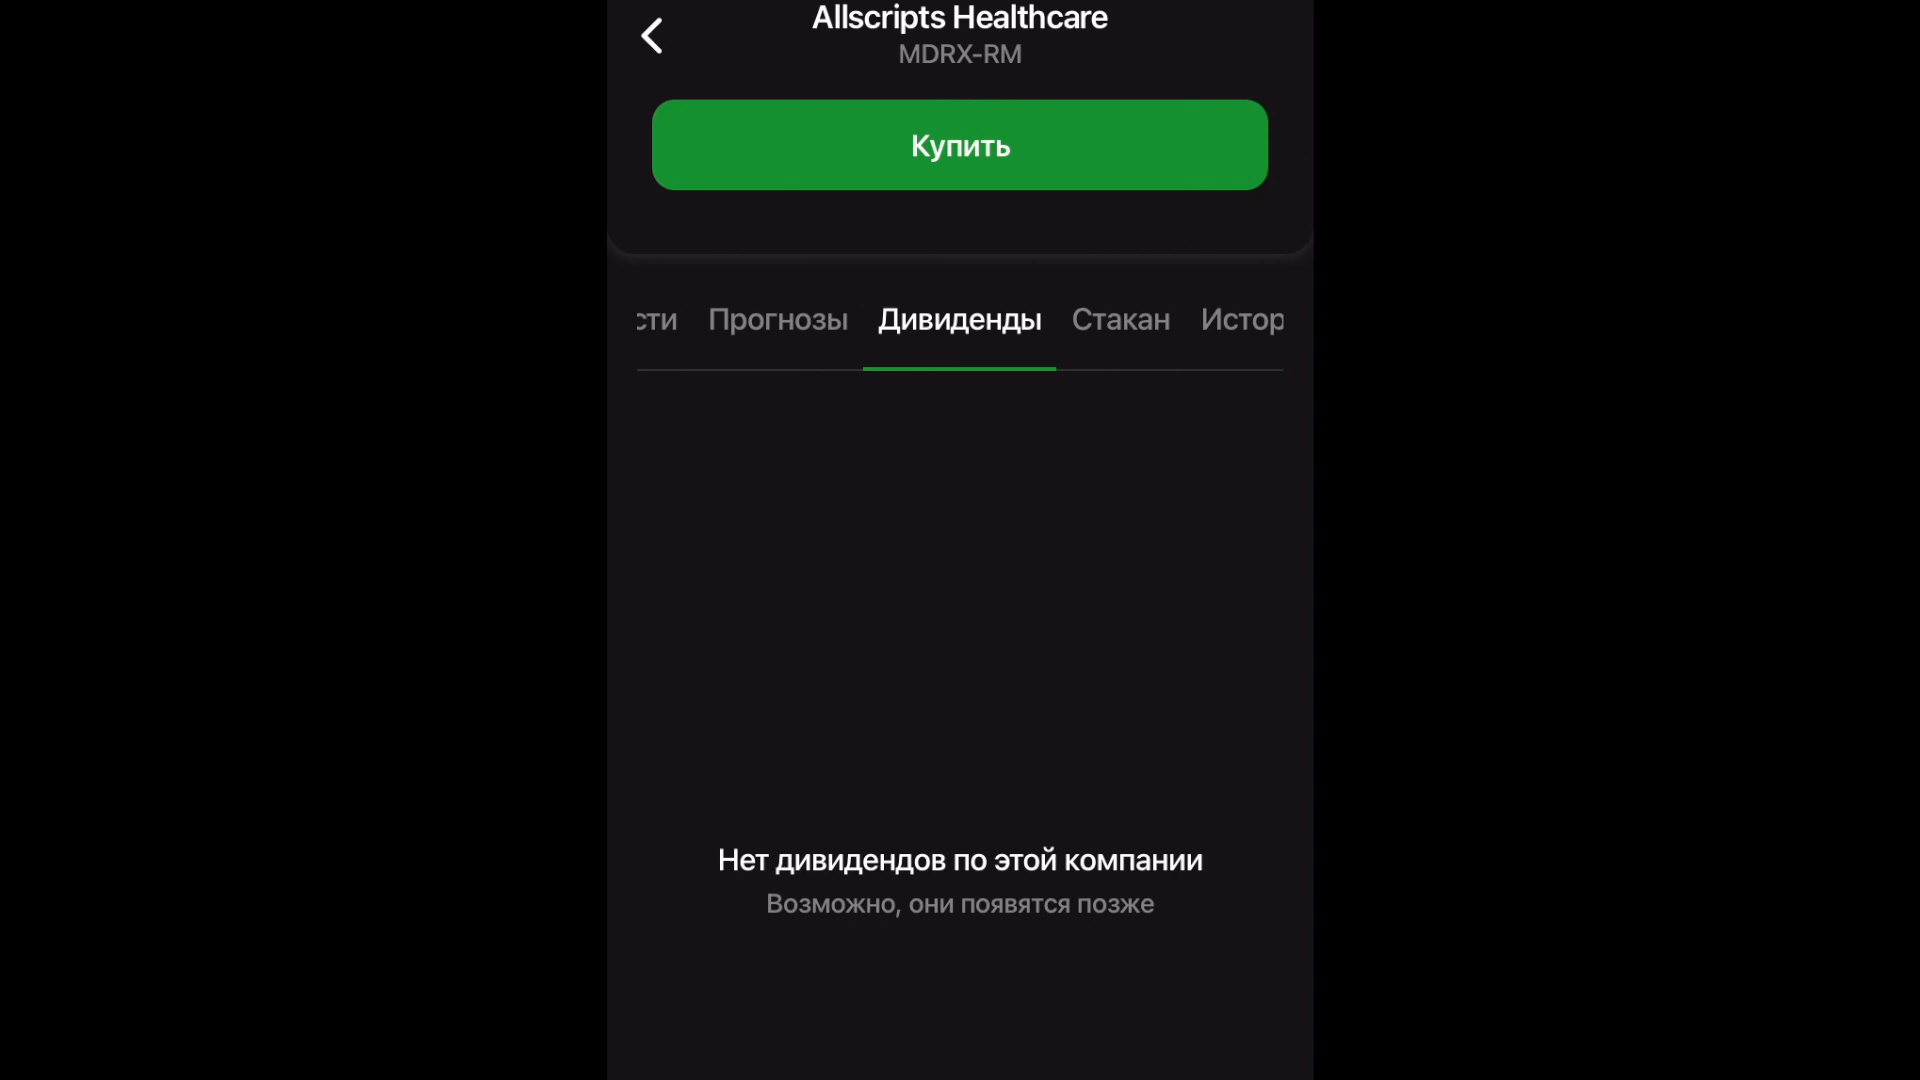 Allscripts Healthcare
MDRX-RM
Купить
сти Прогнозы Дивиденды Стакан Истор
Нет дивидендов по этой компании
Возможно, они появятся позже